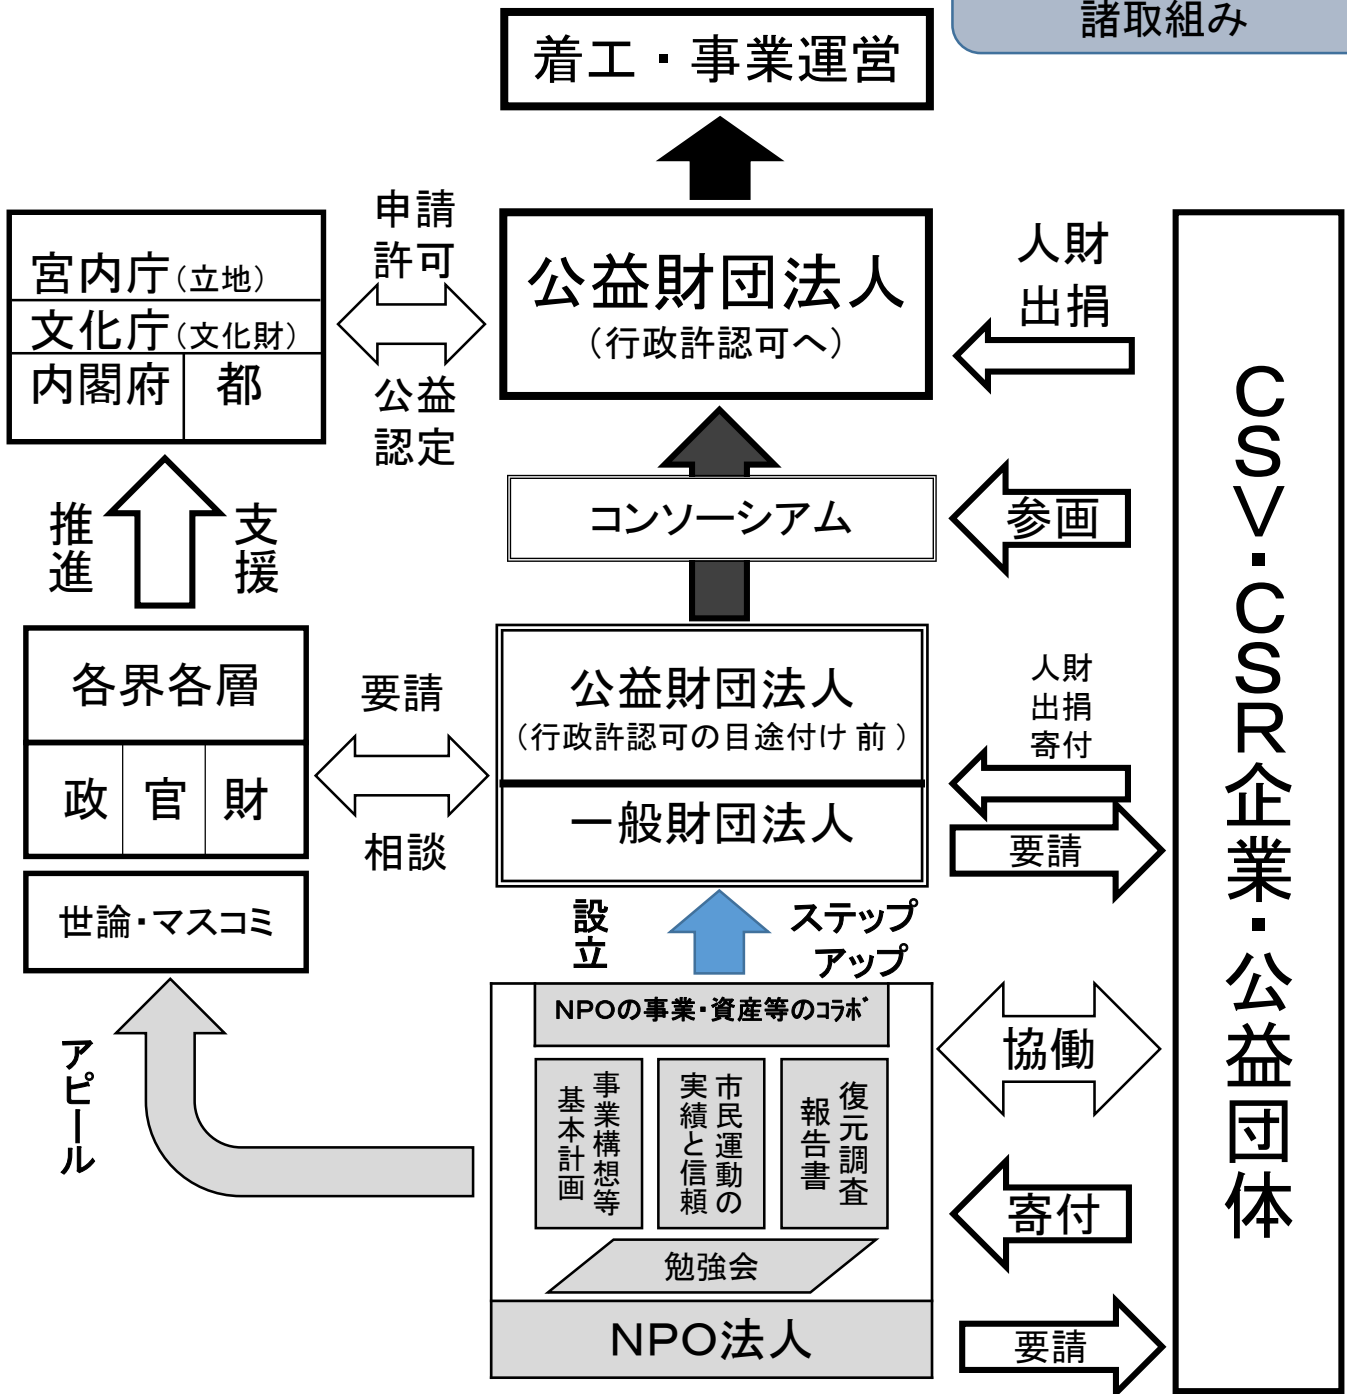 諸取組み
着工・事業運営
申請
許可
宮内庁(立地)
文化庁(文化財)
内閣府
都
公益
認定
公益財団法人
(行政許認可へ)
人財
出捐
コンソーシアム
参画
推進
支援
各界各層
政
官
財
世論・マスコミ
要請
相談
公益財団法人
(行政許認可の目途付け前)
一般財団法人
人財
出捐
寄付
要請
設立
ステップ
アップ
アピール
NPOの事業・資産等のコラボ
事業構想等
基本計画
市民運動の
実績と信頼
復元調査
報告書
勉強会
NPO法人
協働
寄付
要請
CSV・CSR企業・公益団体